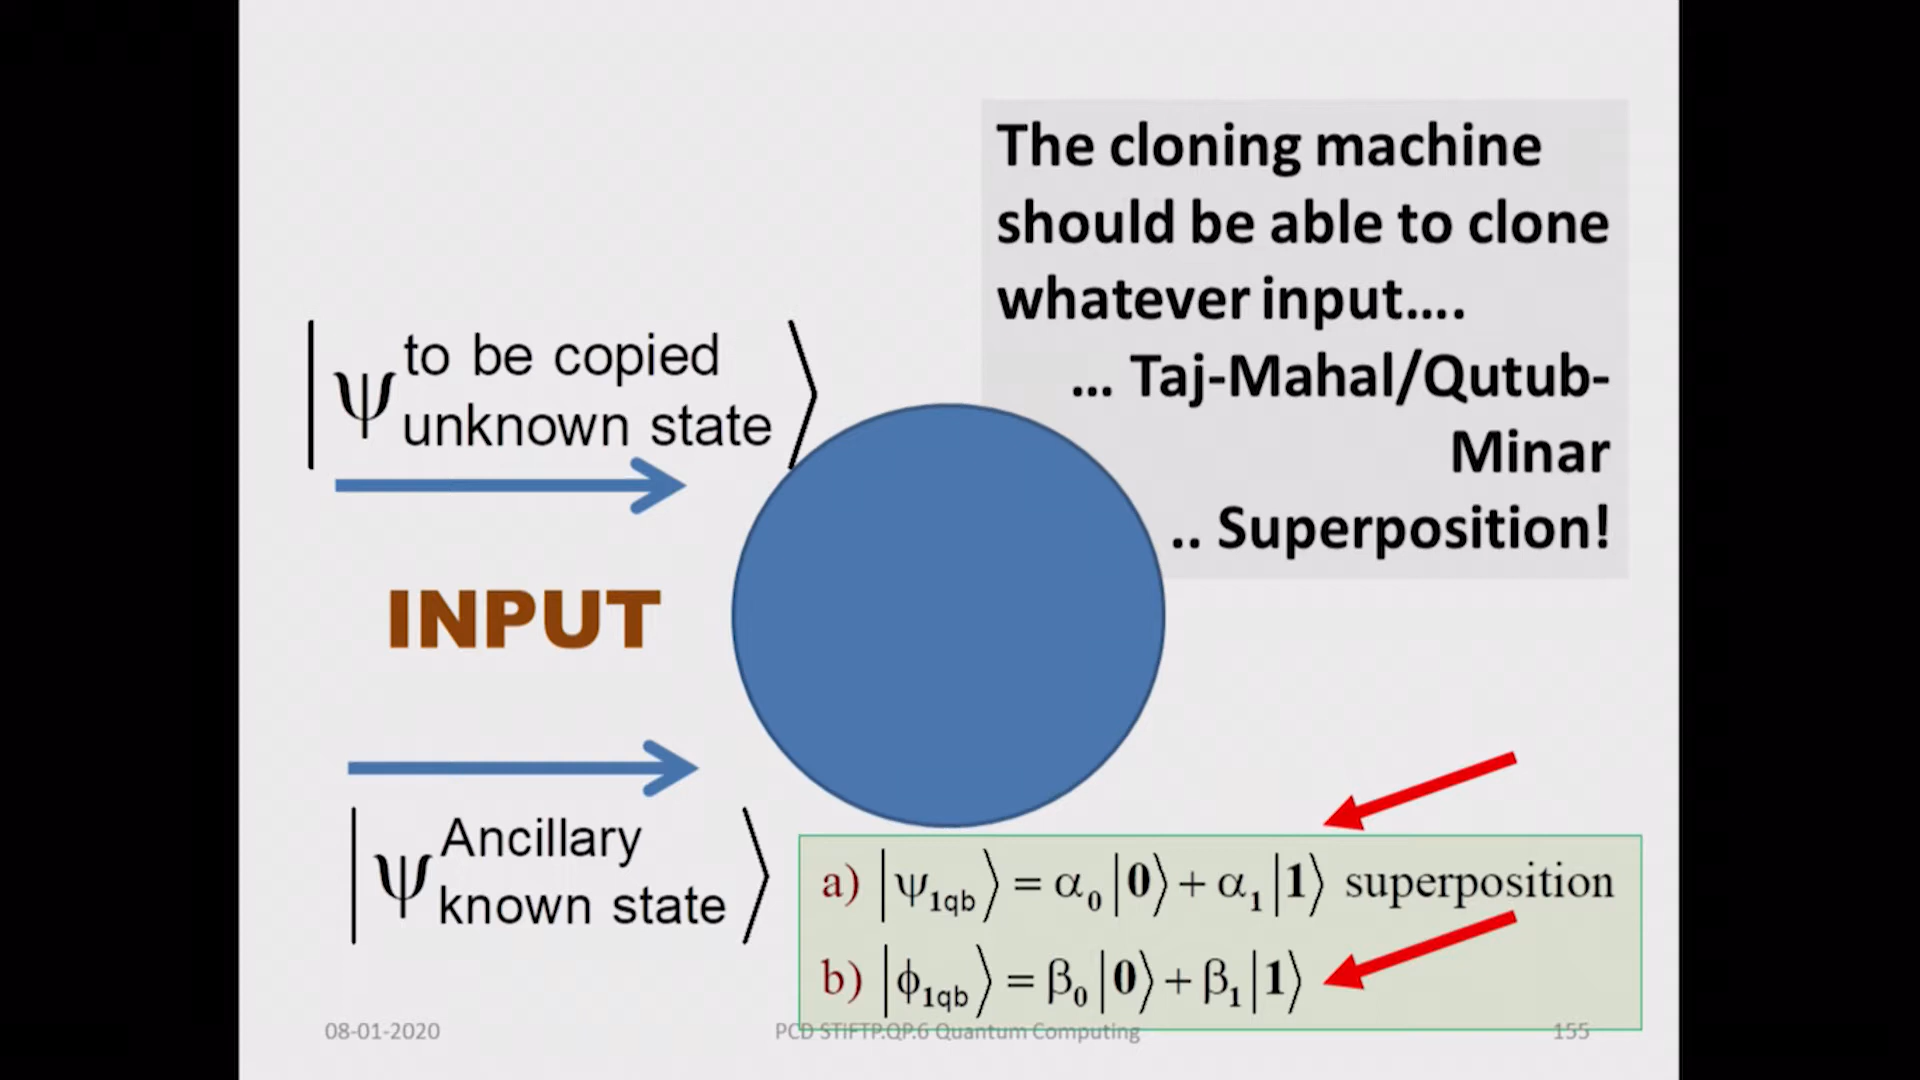 The cloning machine
should be able to clone
whatever input....
... Taj-Mahal/Qutub-
Minar
.. Superposition!
|ψ to be copied
unknown state⟩
INPUT
|ψ Ancillary
known state⟩
a) |ψ₁qb⟩ = α₀|0⟩ + α₁|1⟩ superposition
b) |ϕ₁qb⟩ = β₀|0⟩ + β₁|1⟩
08-01-2020
PCD STiFTP.QP.6 Quantum Computing
155